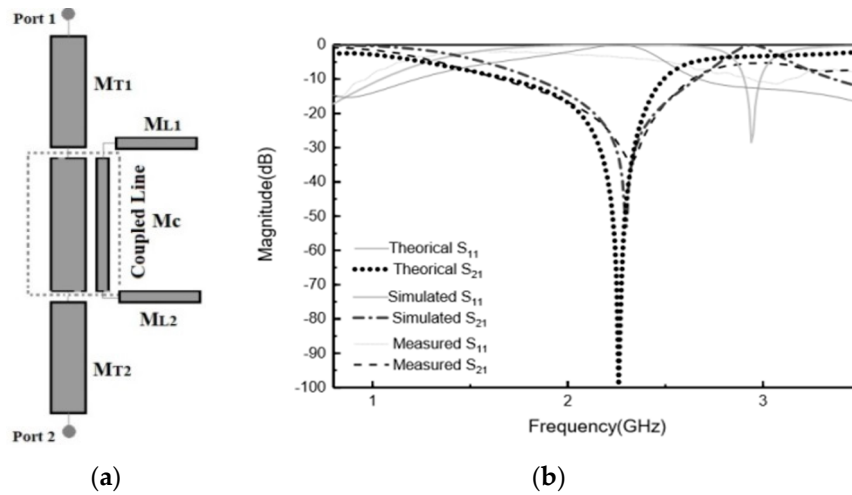 Port 1
MT1
ML1
Coupled Line
Mc
ML2
MT2
Port 2
(a)
Magnitude(dB)
0
-10
-20
-30
-40
-50
-60
-70
-80
-90
-100
Theorical S11
Theorical S21
Simulated S11
Simulated S21
Measured S11
Measured S21
1
2
3
Frequency(GHz)
(b)